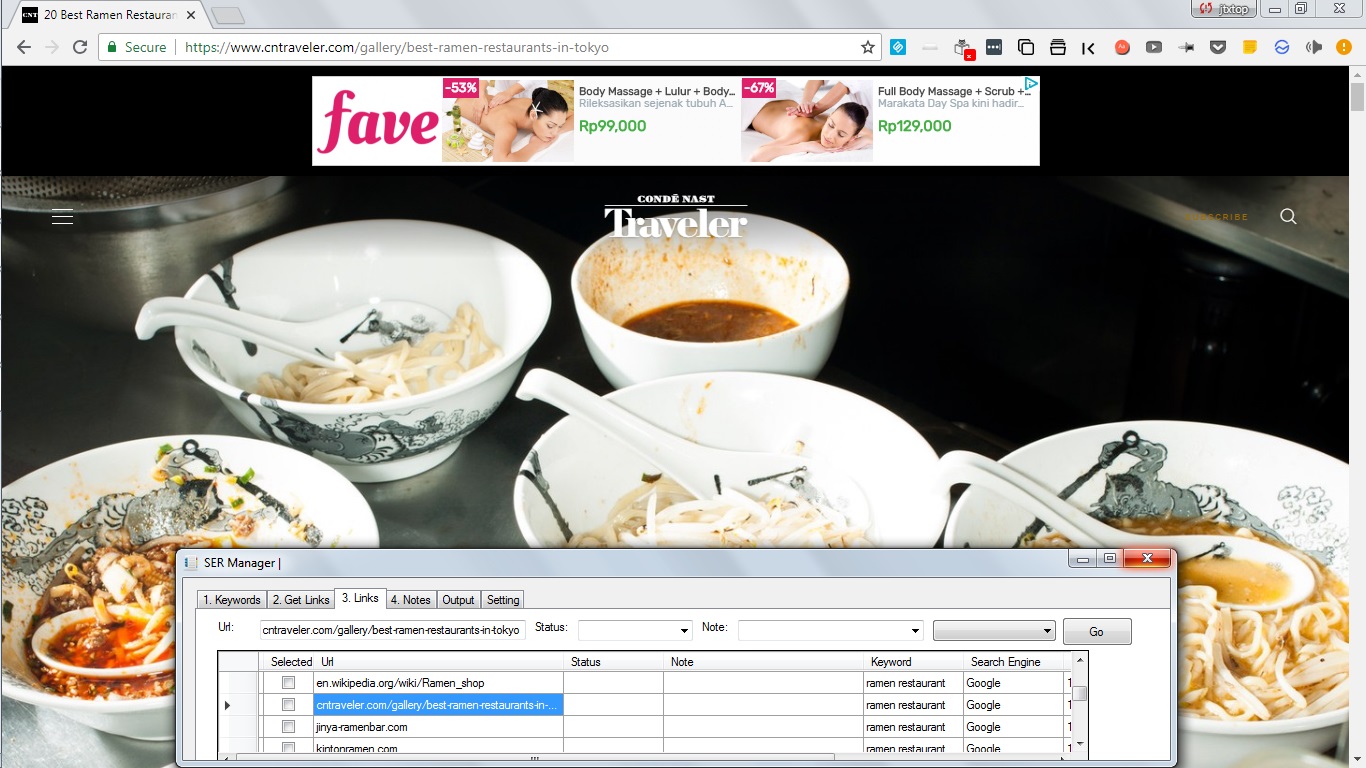 CNT 20 Best Ramen Restauran
jtxtop
Secure https://www.cntraveler.com/gallery/best-ramen-restaurants-in-tokyo
fave
-53%
Body Massage + Lulur + Body...
Rileksasikan sejenak tubuh A...
Rp99,000
-67%
Full Body Massage + Scrub +...
Marakata Day Spa kini hadir...
Rp129,000
CONDÉ NAST
Traveler
SUBSCRIBE
SER Manager |
1. Keywords 2. Get Links 3. Links 4. Notes Output Setting
Url: cntraveler.com/gallery/best-ramen-restaurants-in-tokyo Status: Note: Go
Selected Url Status Note Keyword Search Engine
en.wikipedia.org/wiki/Ramen_shop ramen restaurant Google 1
cntraveler.com/gallery/best-ramen-restaurants-in-... ramen restaurant Google 1
jinya-ramenbar.com ramen restaurant Google 1
kintonramen.com ramen restaurant Google 1